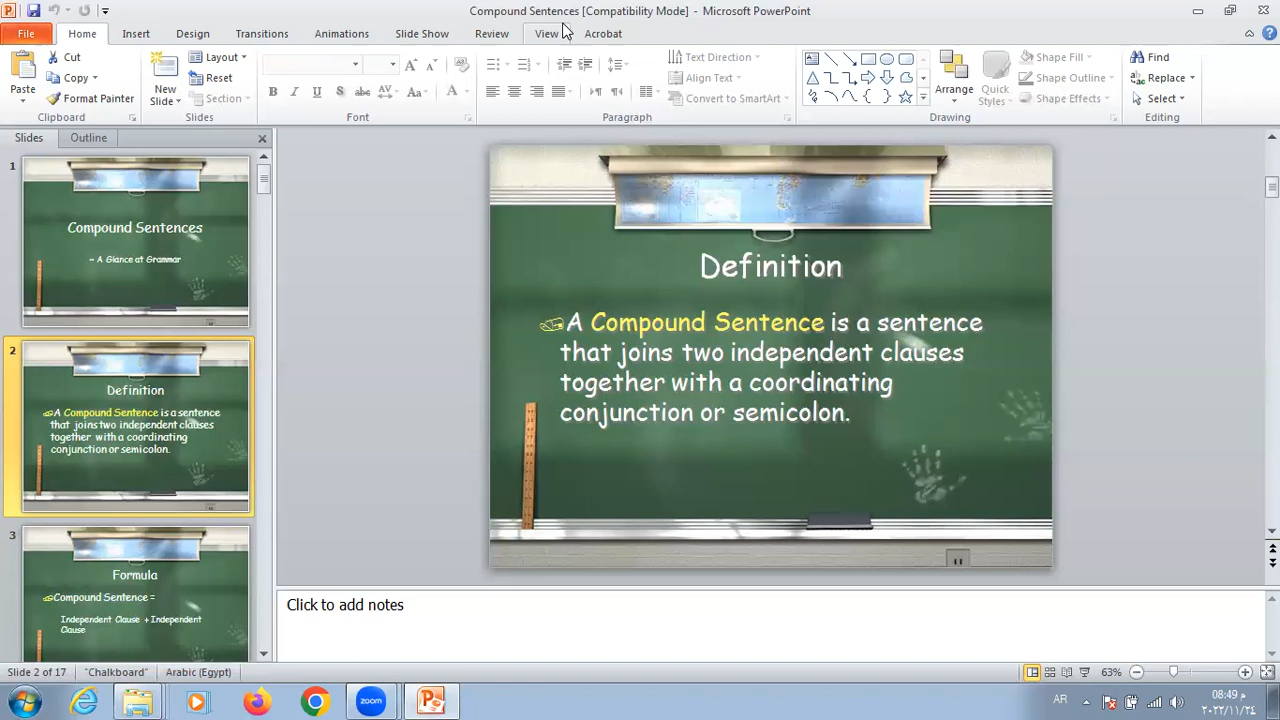 Compound Sentences [Compatibility Mode] - Microsoft PowerPoint
File Home Insert Design Transitions Animations Slide Show Review View Acrobat
Paste
Cut
Copy
Format Painter
Clipboard
New Slide
Layout
Reset
Section
Slides
Font
Text Direction
Align Text
Convert to SmartArt
Paragraph
Arrange
Quick Styles
Shape Fill
Shape Outline
Shape Effects
Drawing
Find
Replace
Select
Editing
Slides Outline
1
Compound Sentences
~ A Glance at Grammar
2
Definition
A Compound Sentence is a sentence
that joins two independent clauses
together with a coordinating
conjunction or semicolon.
3
Formula
Compound Sentence =
Independent Clause + Independent
Clause
Definition
A Compound Sentence is a sentence
that joins two independent clauses
together with a coordinating
conjunction or semicolon.
Click to add notes
Slide 2 of 17 "Chalkboard" Arabic (Egypt) 63%
zoom
AR
08:49 م
٢٠٢٢/١١/٢٤